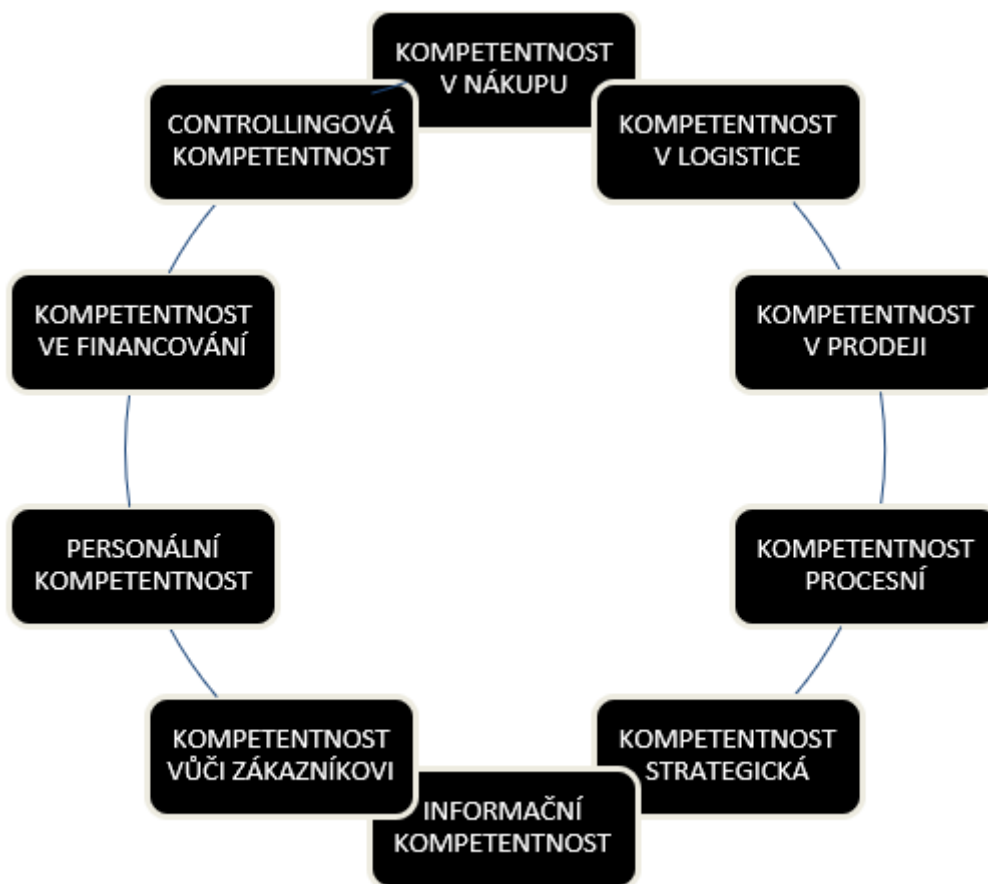 KOMPETENTNOST
V NÁKUPU
KOMPETENTNOST
V LOGISTICE
KOMPETENTNOST
V PRODEJI
KOMPETENTNOST
PROCESNÍ
KOMPETENTNOST
STRATEGICKÁ
INFORMAČNÍ
KOMPETENTNOST
KOMPETENTNOST
VŮČI ZÁKAZNÍKOVI
PERSONÁLNÍ
KOMPETENTNOST
KOMPETENTNOST
VE FINANCOVÁNÍ
CONTROLLINGOVÁ
KOMPETENTNOST